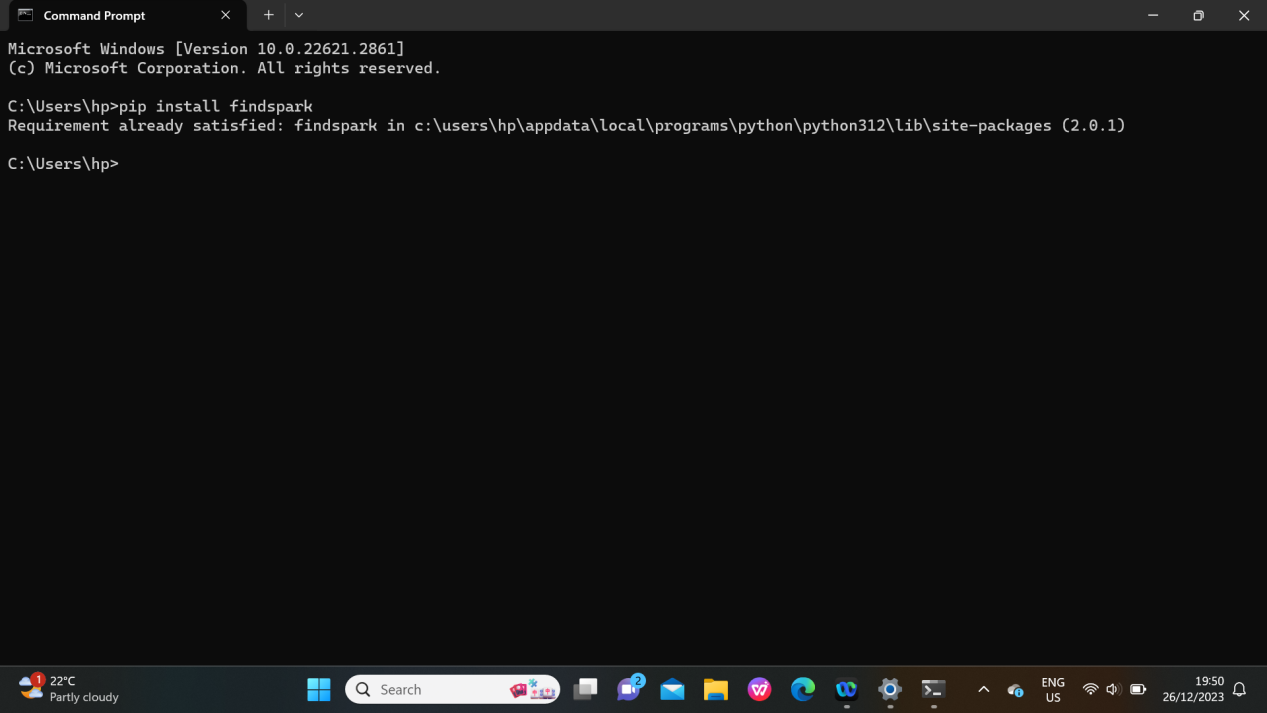 Command Prompt
Microsoft Windows [Version 10.0.22621.2861]
(c) Microsoft Corporation. All rights reserved.
C:\Users\hp>pip install findspark
Requirement already satisfied: findspark in c:\users\hp\appdata\local\programs\python\python312\lib\site-packages (2.0.1)
C:\Users\hp>
1
22°C
Partly cloudy
Search
2
ENG
US
19:50
26/12/2023